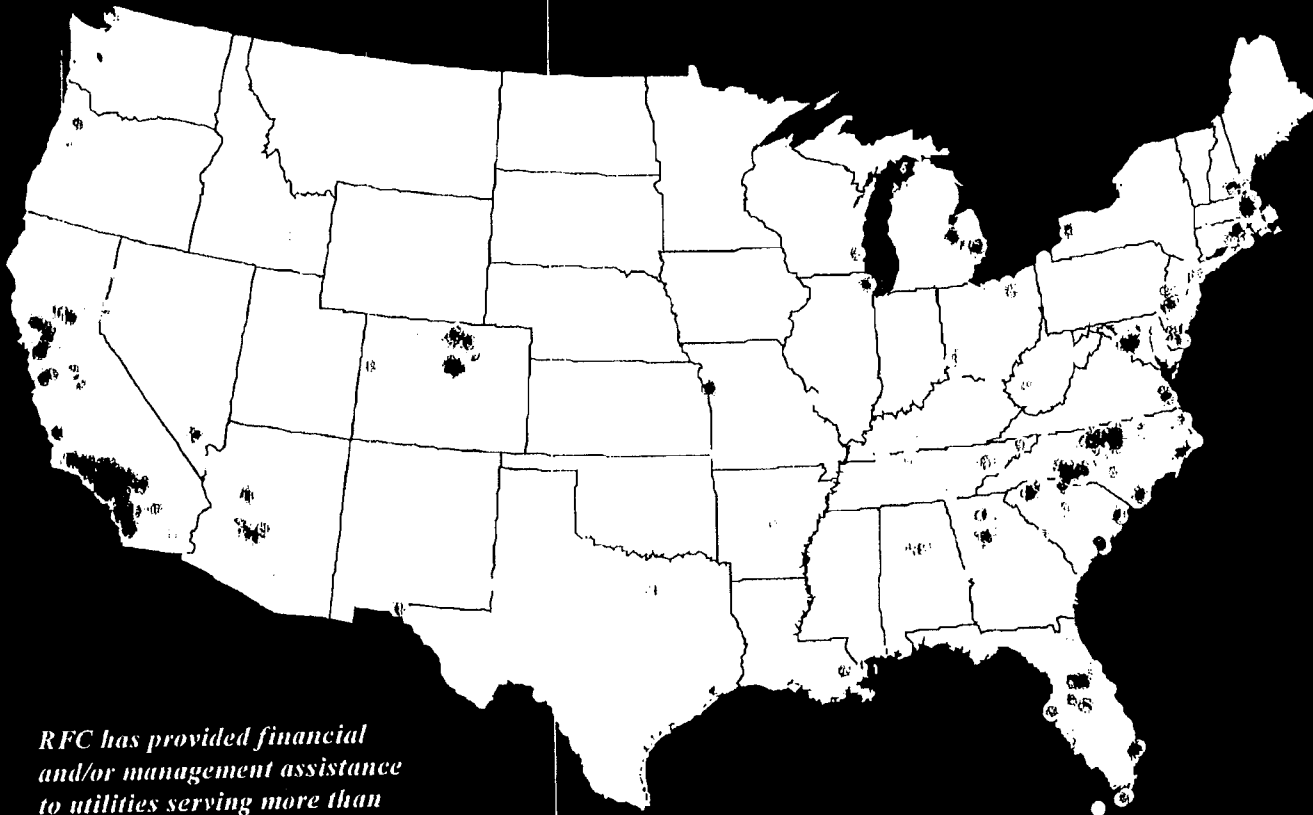 RFC has provided financial
and/or management assistance
to utilities serving more than